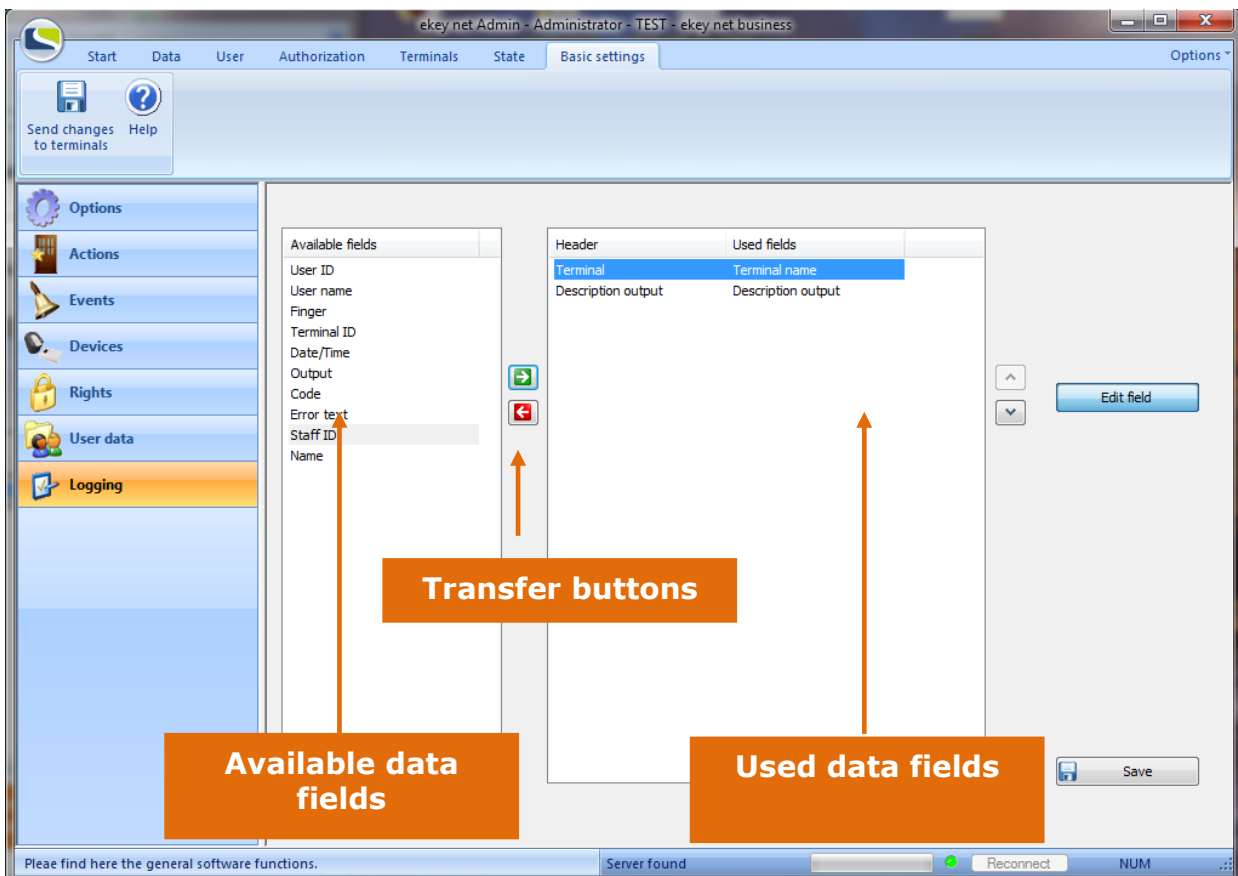 ekey net Admin - Administrator - TEST - ekey net business
Start Data User Authorization Terminals State Basic settings Options
Send changes to terminals
Help
Options
Actions
Events
Devices
Rights
User data
Logging
Available fields
User ID
User name
Finger
Terminal ID
Date/Time
Output
Code
Error text
Staff ID
Name
Header Used fields
Terminal Terminal name
Description output Description output
Edit field
Transfer buttons
Available data
fields
Used data fields
Save
Pleae find here the general software functions.
Server found
Reconnect
NUM